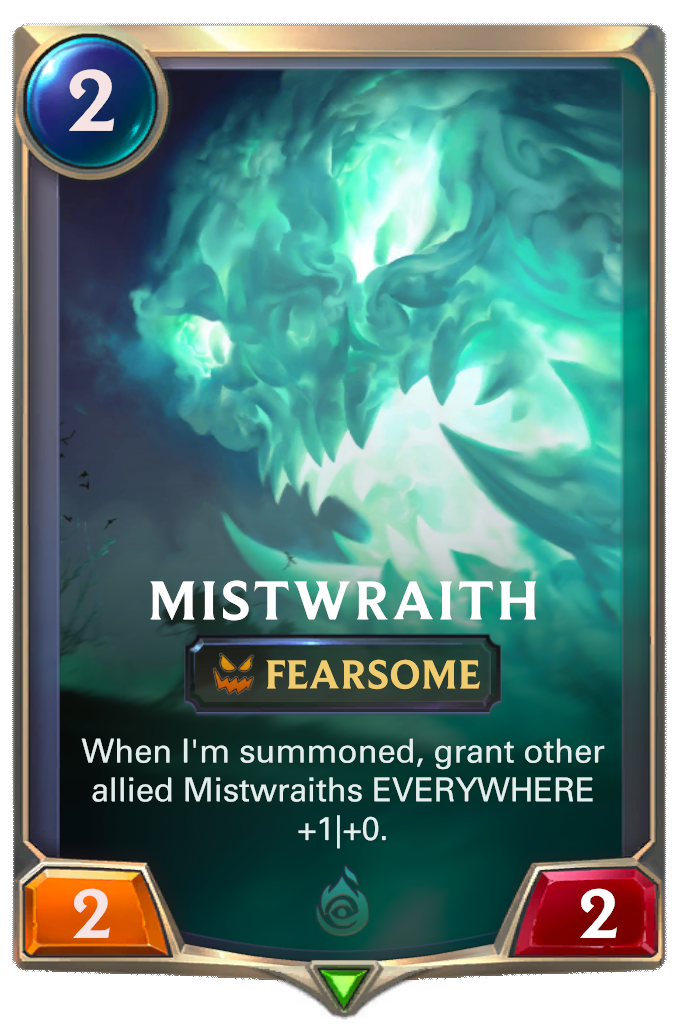 2
MISTWRAITH
FEARSOME
When I'm summoned, grant other
allied Mistwraiths EVERYWHERE
+1|+0.
2
2